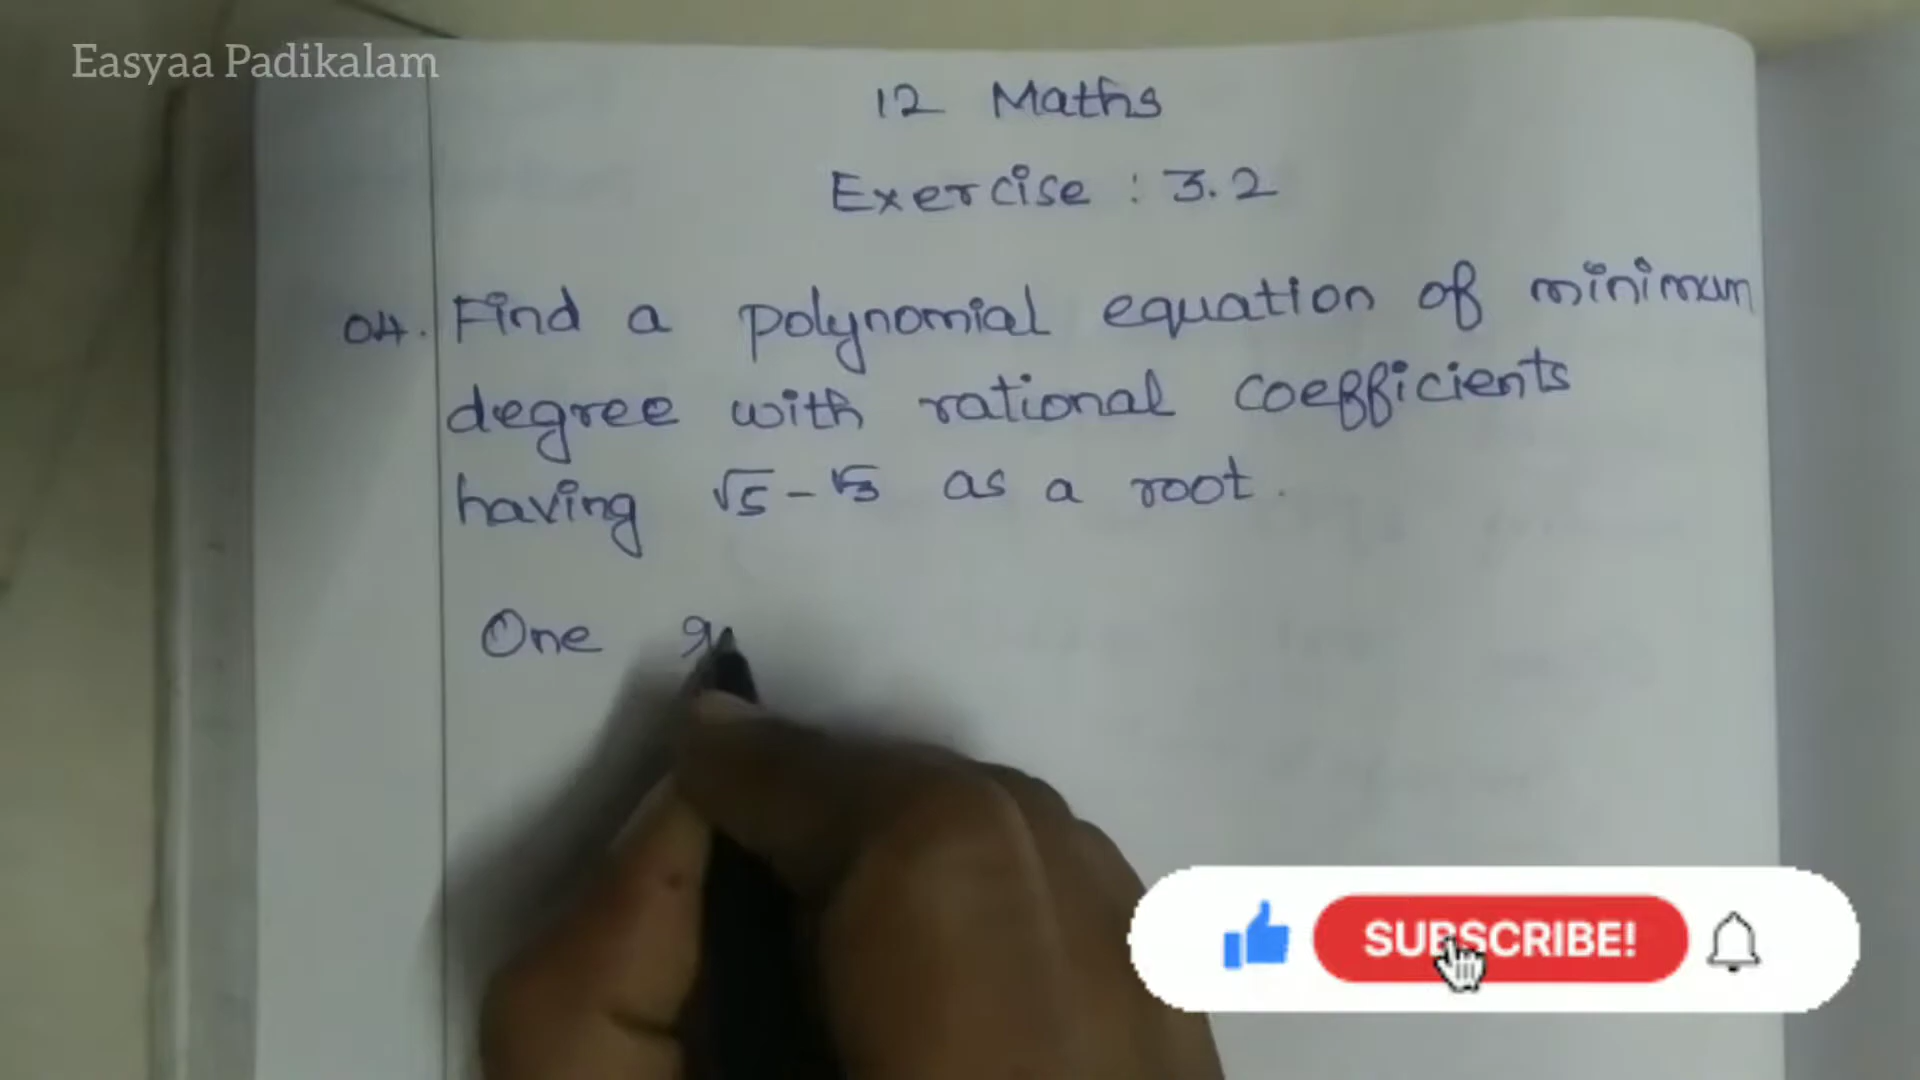 Easyaa Padikalam
12 Maths
Exercise : 3.2
04. Find a polynomial equation of minimum
degree with rational coefficients
having √5 - √3 as a root.
One
SUBSCRIBE!